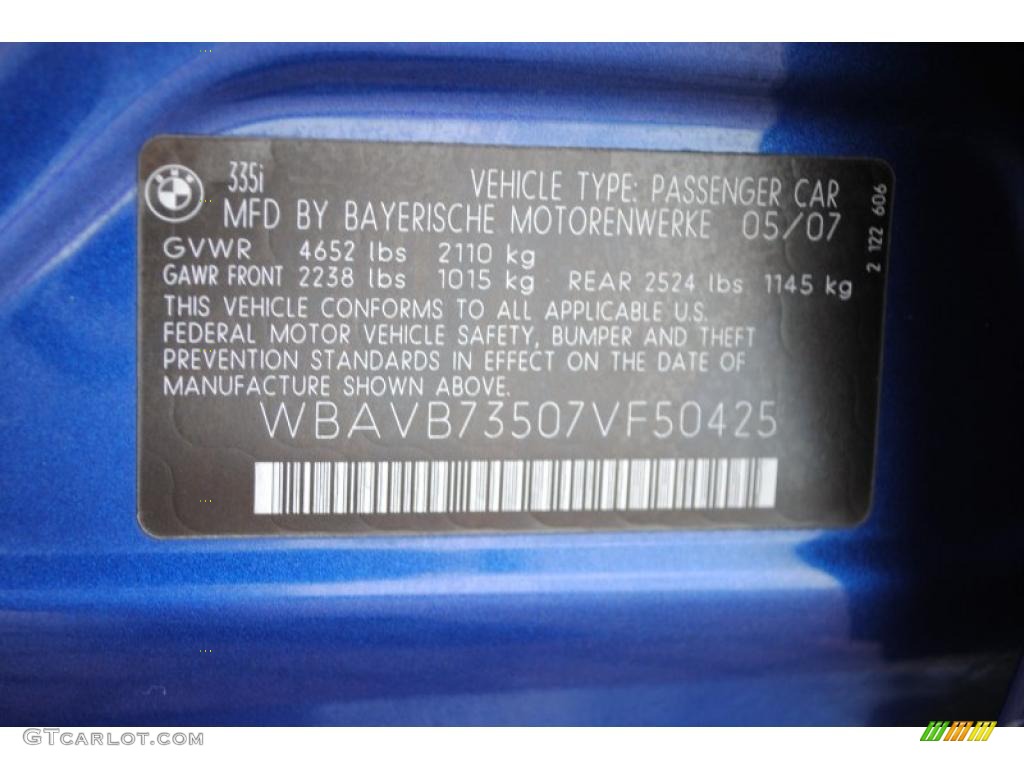 335i
VEHICLE TYPE: PASSENGER CAR
MFD BY BAYERISCHE MOTORENWERKE 05/07
GVWR 4652 lbs 2110 kg
GAWR FRONT 2238 lbs 1015 kg REAR 2524 lbs 1145 kg
THIS VEHICLE CONFORMS TO ALL APPLICABLE U.S.
FEDERAL MOTOR VEHICLE SAFETY, BUMPER AND THEFT
PREVENTION STANDARDS IN EFFECT ON THE DATE OF
MANUFACTURE SHOWN ABOVE.
WBAVB73507VF50425
2 122 606
GTcarlot.com